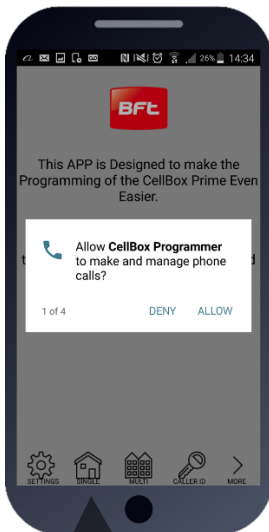 26% 14:34
BFT
This APP is Designed to make the
Programming of the CellBox Prime Even
Easier.
Allow CellBox Programmer
to make and manage phone
calls?
1 of 4 DENY ALLOW
SETTINGS SINGLE MULTI CALLER ID MORE